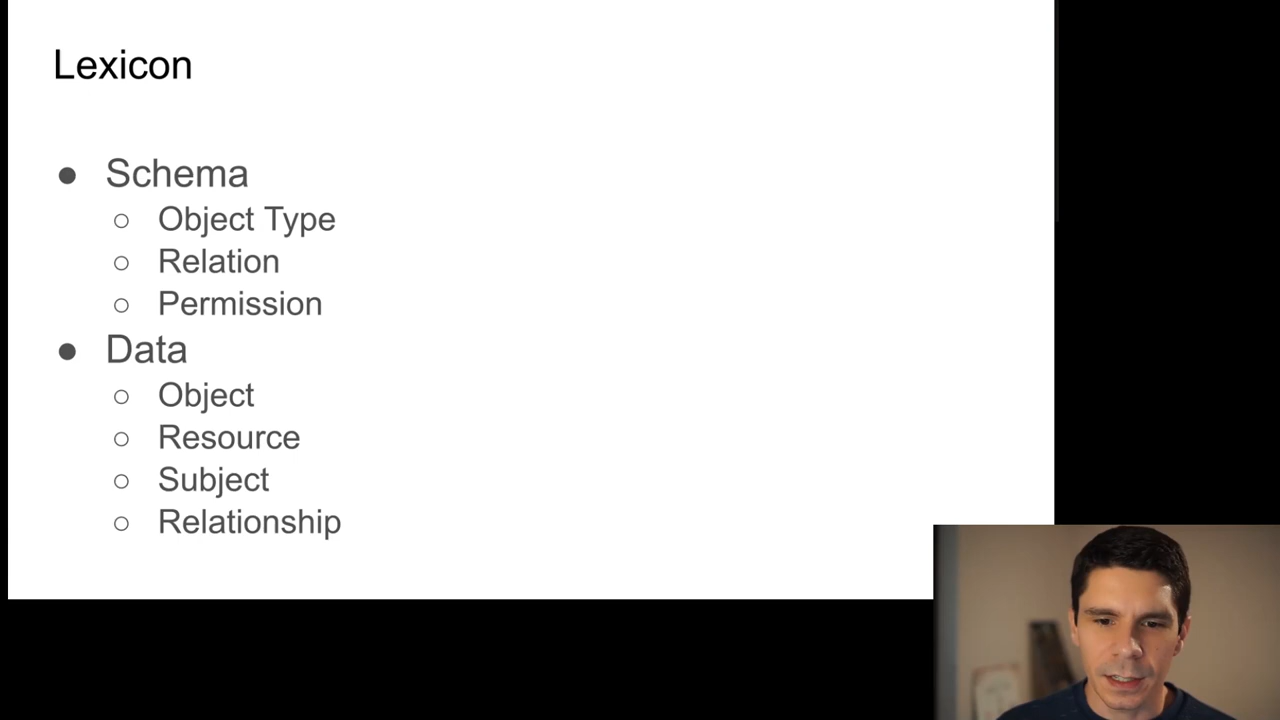 Lexicon
● Schema
○ Object Type
○ Relation
○ Permission
● Data
○ Object
○ Resource
○ Subject
○ Relationship